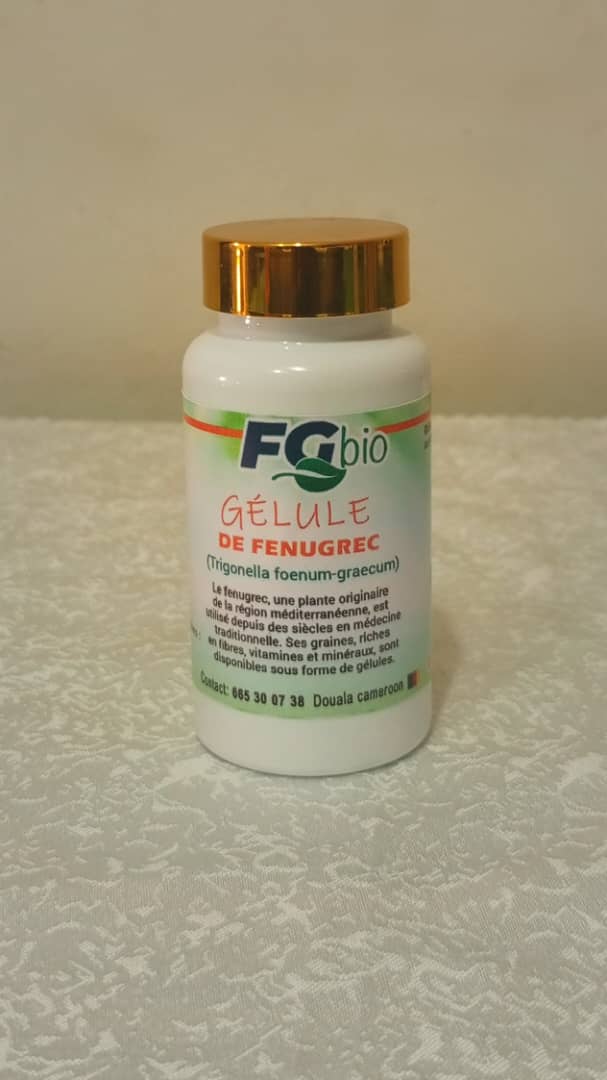 FGbio
GÉLULE
DE FENUGREC
(Trigonella foenum-graecum)
Le fenugrec, une plante originaire
de la région méditerranéenne, est
utilisé depuis des siècles en médecine
traditionnelle. Ses graines, riches
en fibres, vitamines et minéraux, sont
disponibles sous forme de gélules.
Contact: 665 30 07 38 Douala cameroon